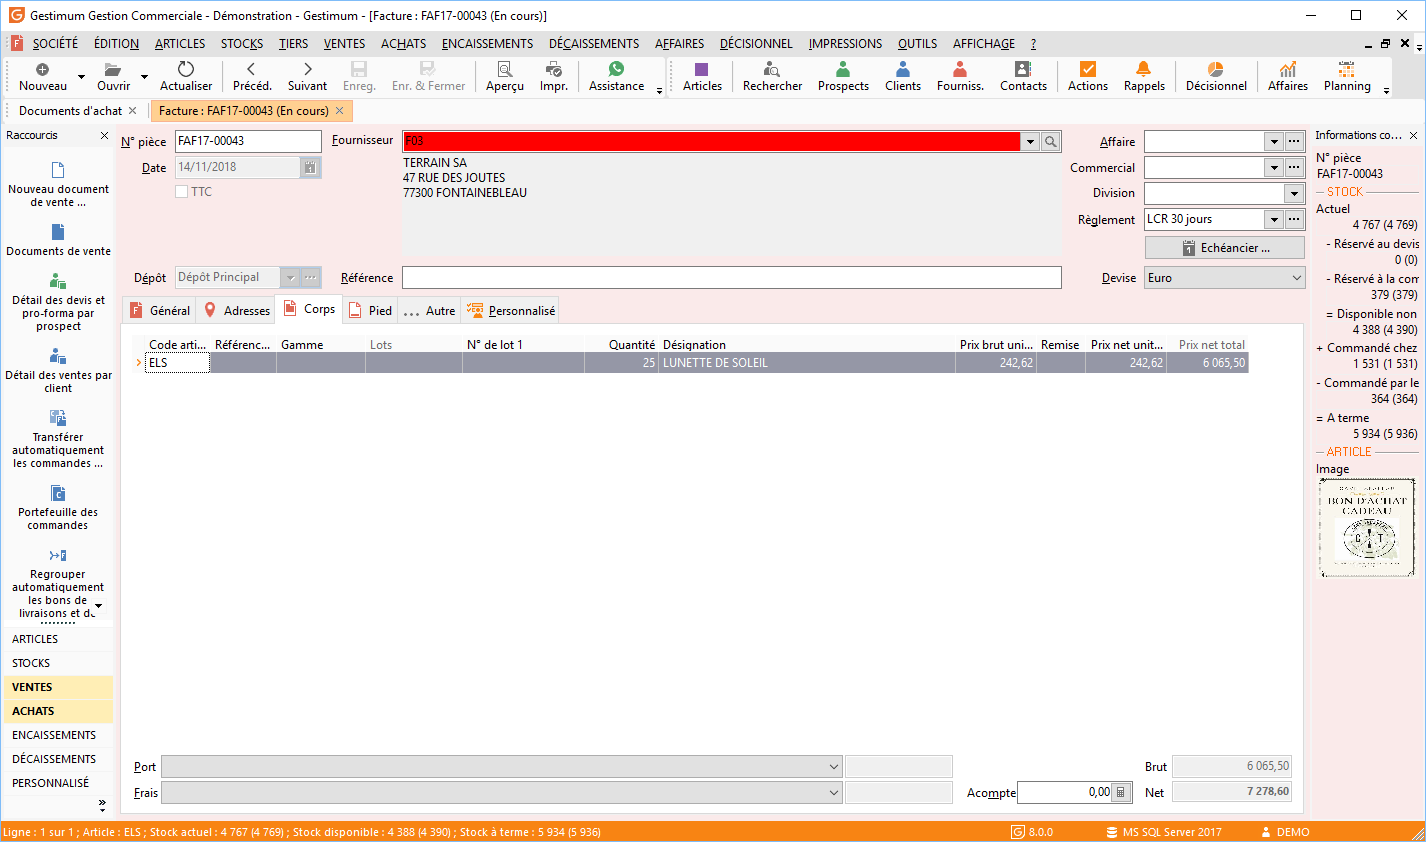 Gestimum Gestion Commerciale - Démonstration - Gestimum - [Facture : FAF17-00043 (En cours)]
SOCIÉTÉ ÉDITION ARTICLES STOCKS TIERS VENTES ACHATS ENCAISSEMENTS DÉCAISSEMENTS AFFAIRES DÉCISIONNEL IMPRESSIONS OUTILS AFFICHAGE ?
Nouveau Ouvrir Actualiser Précéd. Suivant Enreg. Enr. & Fermer Aperçu Impr. Assistance Articles Rechercher Prospects Clients Fourniss. Contacts Actions Rappels Décisionnel Affaires Planning
Documents d'achat Facture : FAF17-00043 (En cours)
Raccourcis
Nouveau document
de vente ...
Documents de vente
Détail des devis et
pro-forma par
prospect
Détail des ventes par
client
Transférer
automatiquement
les commandes ...
Portefeuille des
commandes
Regrouper
automatiquement
les bons de
livraisons et d
ARTICLES
STOCKS
VENTES
ACHATS
ENCAISSEMENTS
DÉCAISSEMENTS
PERSONNALISÉ
N° pièce FAF17-00043
Date 14/11/2018
TTC
Dépôt Dépôt Principal
Fournisseur F03
TERRAIN SA
47 RUE DES JOUTES
77300 FONTAINEBLEAU
Référence
Affaire
Commercial
Division
Règlement LCR 30 jours
Echéancier ...
Devise Euro
Général Adresses Corps Pied ... Autre Personnalisé
Code arti... Référenc... Gamme Lots N° de lot 1 Quantité Désignation Prix brut uni... Remise Prix net unit... Prix net total
ELS 25 LUNETTE DE SOLEIL 242,62 242,62 6 065,50
Port Brut 6 065,50
Frais Acompte 0,00 Net 7 278,60
Informations co...
N° pièce
FAF17-00043
STOCK
Actuel
4 767 (4 769)
- Réservé au devis
0 (0)
- Réservé à la com
379 (379)
= Disponible non
4 388 (4 390)
+ Commandé chez
1 531 (1 531)
- Commandé par le
364 (364)
= A terme
5 934 (5 936)
ARTICLE
Image
BON D'ACHAT
CADEAU
Ligne : 1 sur 1 ; Article : ELS ; Stock actuel : 4 767 (4 769) ; Stock disponible : 4 388 (4 390) ; Stock à terme : 5 934 (5 936) 8.0.0 MS SQL Server 2017 DEMO